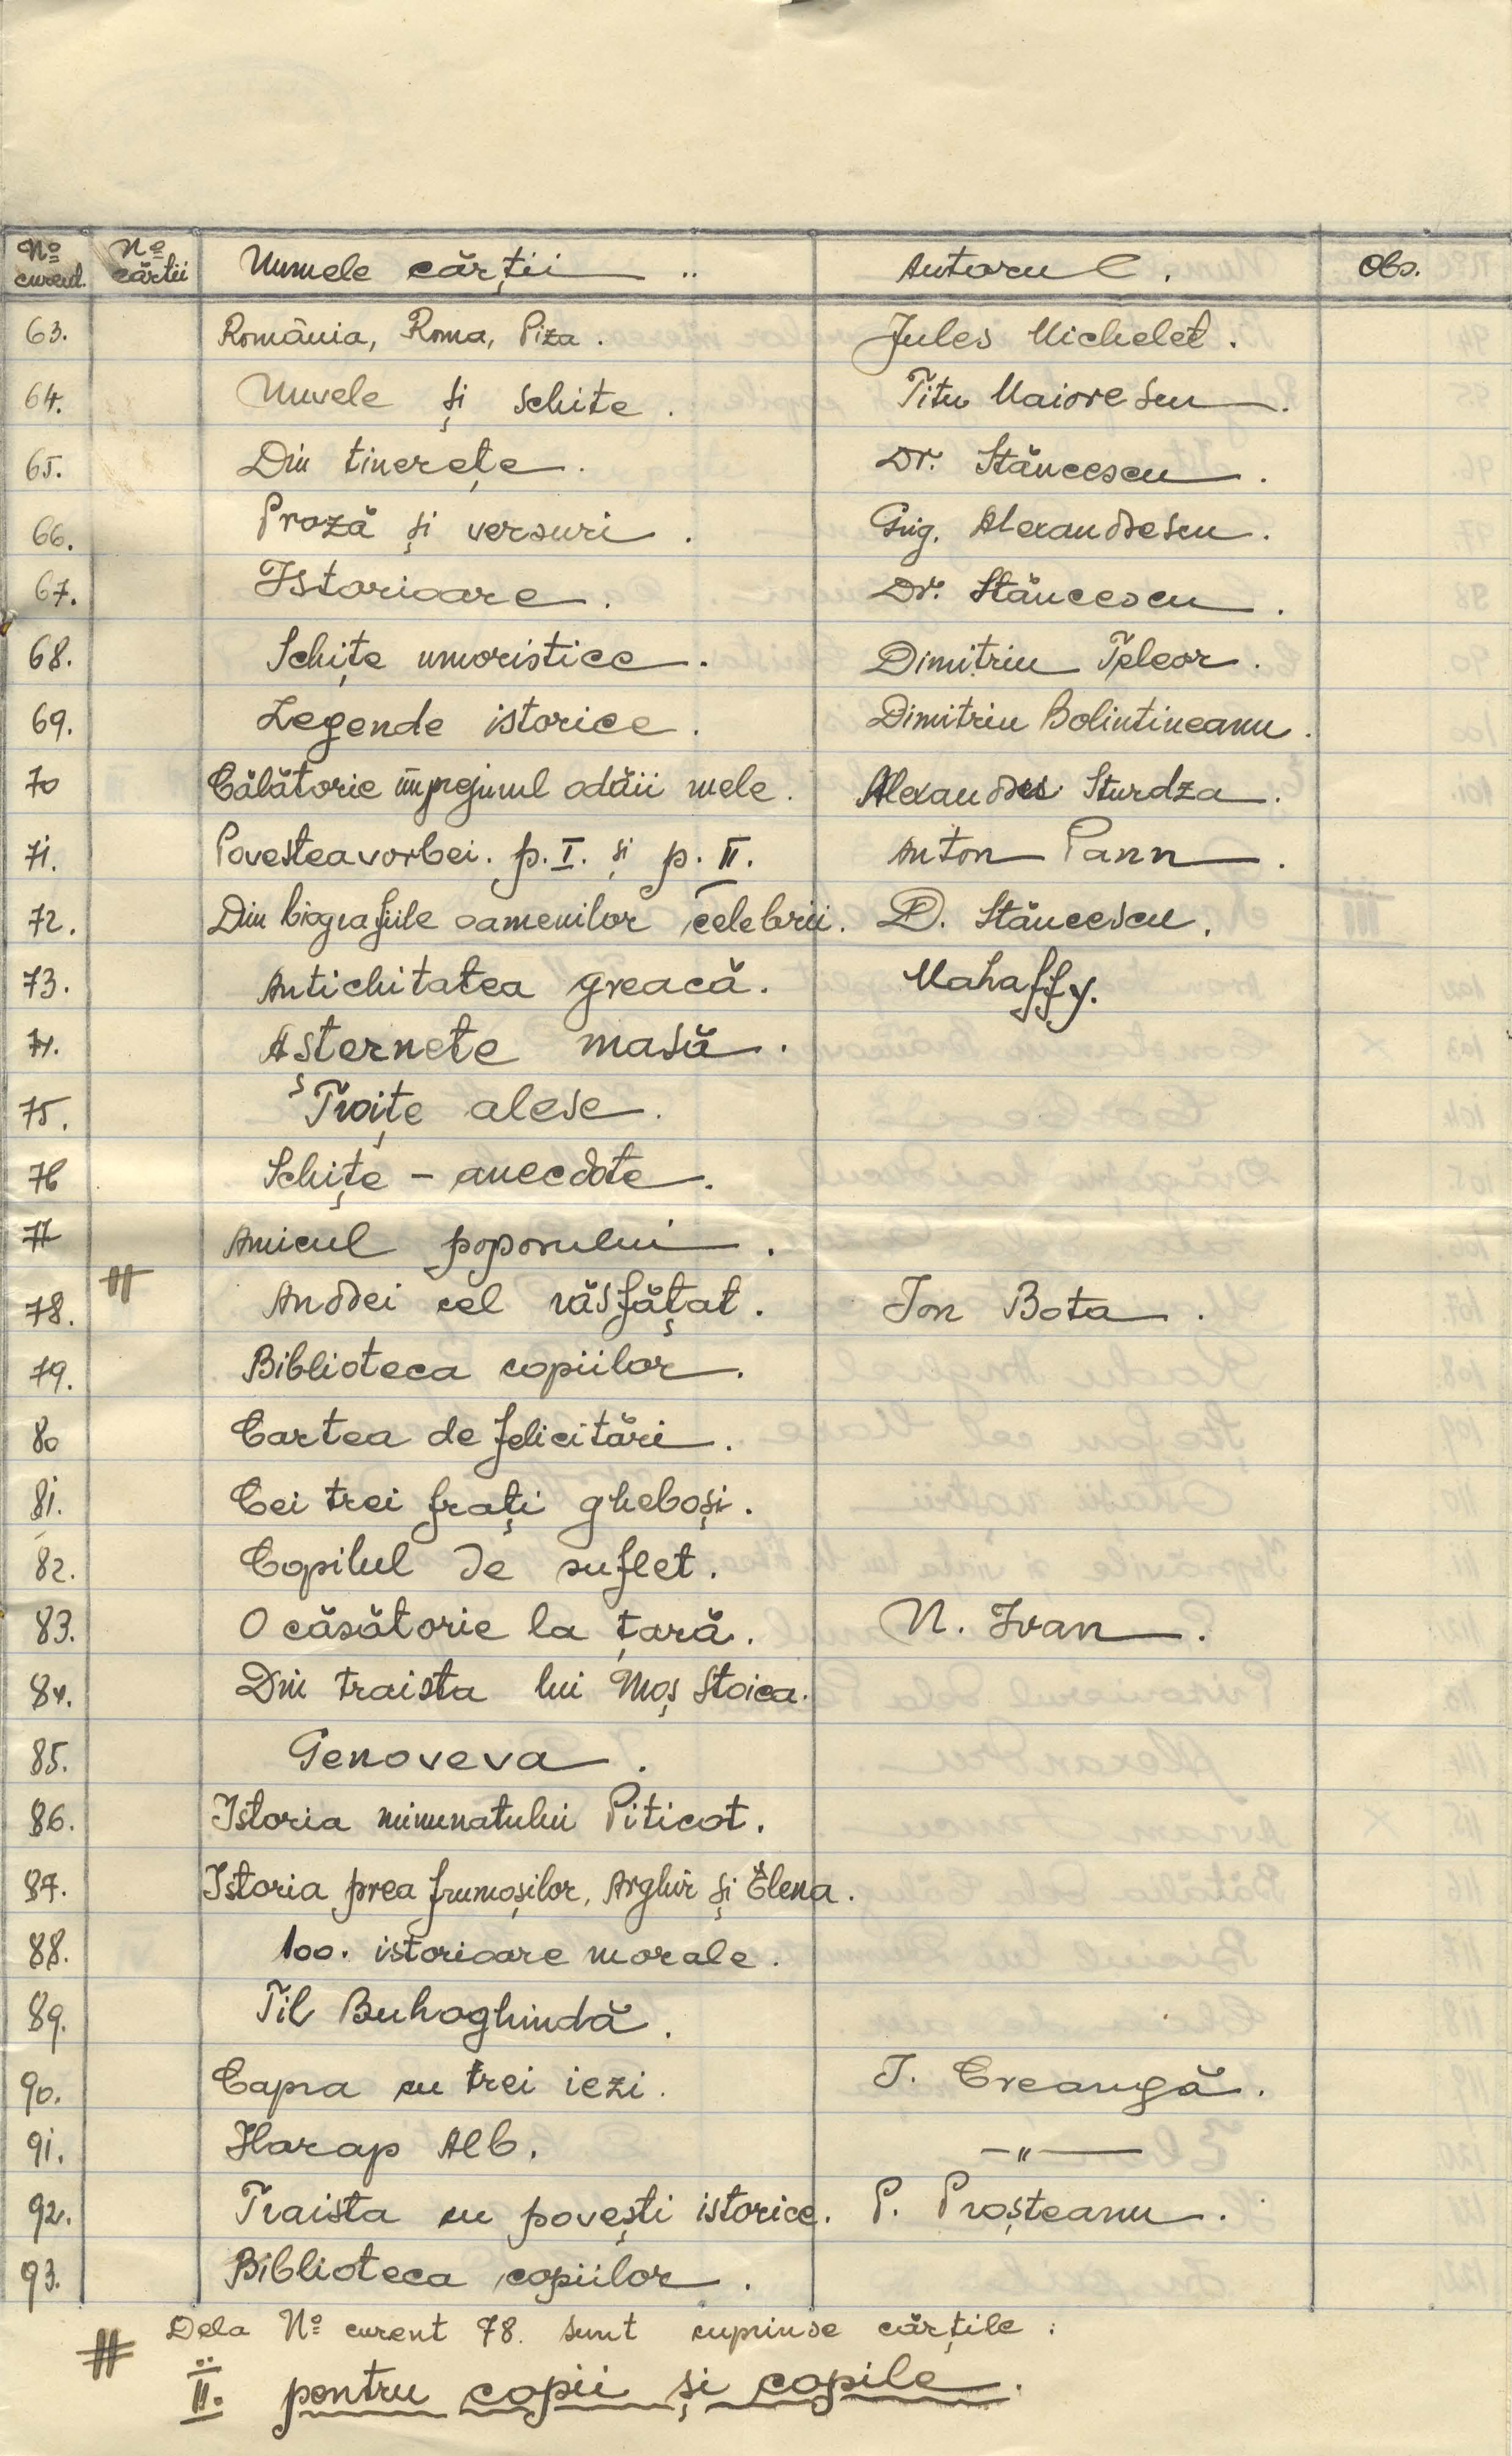 No curent. No cărtii Numele cărții Autorul. Obs.
63. România, Roma, Piza. Jules Michelet.
64. Nuvele și schite. Titu Maiorescu.
65. Din tinerețe. Dr. Stăncescu.
66. Proză și versuri. Grig. Alexandrescu.
67. Istorioare. Dr. Stăncescu.
68. Schițe umoristice. Dimitriu Teleor.
69. Legende istorice. Dimitriu Bolintineanu.
70 Călătorie împrejurul odăii mele. Alexandru Sturdza.
71. Povestea vorbei. p. I. și p. II. Anton Pann.
72. Din biografiile oamenilor celebrii. D. Stăncescu.
73. Antichitatea greacă. Mahaffy.
74. Așternete masă.
75. Troițe alese.
76 Schițe - anecdote.
77 Amicul poporului.
78. # Andrei cel răsfățat. Ion Bota.
79. Biblioteca copiilor.
80 Cartea de felicitări.
81. Cei trei frați gheboși.
82. Copilul de suflet.
83. O căsătorie la țară. N. Ivan.
84. Din traista lui Moș Stoica.
85. Genoveva.
86. Istoria minunatului Piticot.
87. Istoria prea frumoșilor, Arghir și Elena.
88. 100. istorioare morale.
89. Til Buhoghindă.
90. Capra cu trei iezi. I. Creangă.
91. Harap Alb. —"—
92. Traista cu povești istorice. P. Proșteanu.
93. Biblioteca copiilor.
# Dela No curent 78. sunt cuprinse cărțile:
II. pentru copii și copile.